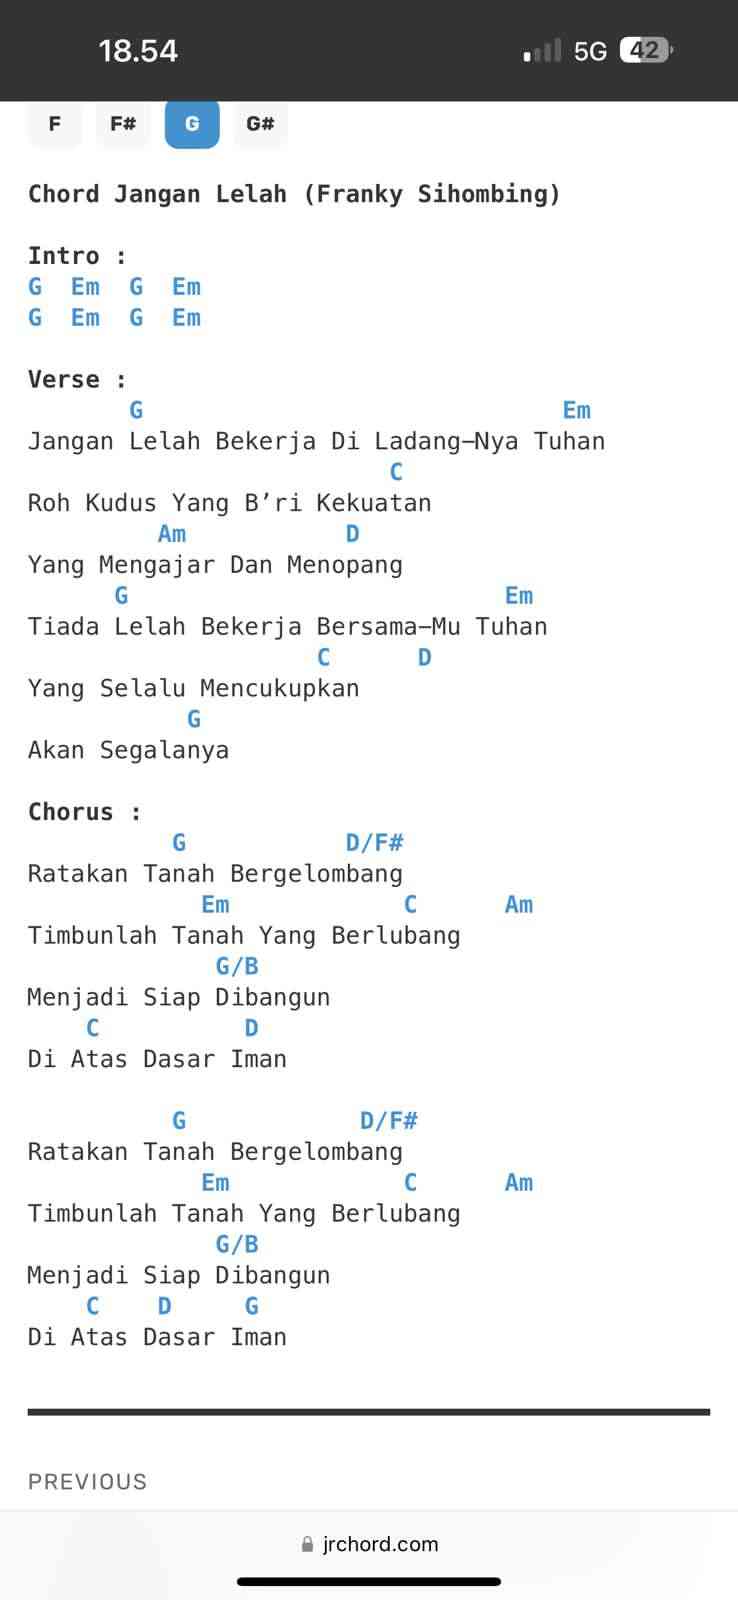 18.54 5G 42
F F# G G#
Chord Jangan Lelah (Franky Sihombing)
Intro :
G  Em  G  Em
G  Em  G  Em
Verse :
       G                             Em
Jangan Lelah Bekerja Di Ladang–Nya Tuhan
                         C
Roh Kudus Yang B’ri Kekuatan
         Am           D
Yang Mengajar Dan Menopang
      G                          Em
Tiada Lelah Bekerja Bersama–Mu Tuhan
                    C      D
Yang Selalu Mencukupkan
           G
Akan Segalanya
Chorus :
          G           D/F#
Ratakan Tanah Bergelombang
            Em            C      Am
Timbunlah Tanah Yang Berlubang
             G/B
Menjadi Siap Dibangun
    C          D
Di Atas Dasar Iman
          G            D/F#
Ratakan Tanah Bergelombang
            Em            C      Am
Timbunlah Tanah Yang Berlubang
             G/B
Menjadi Siap Dibangun
    C    D     G
Di Atas Dasar Iman
PREVIOUS
jrchord.com